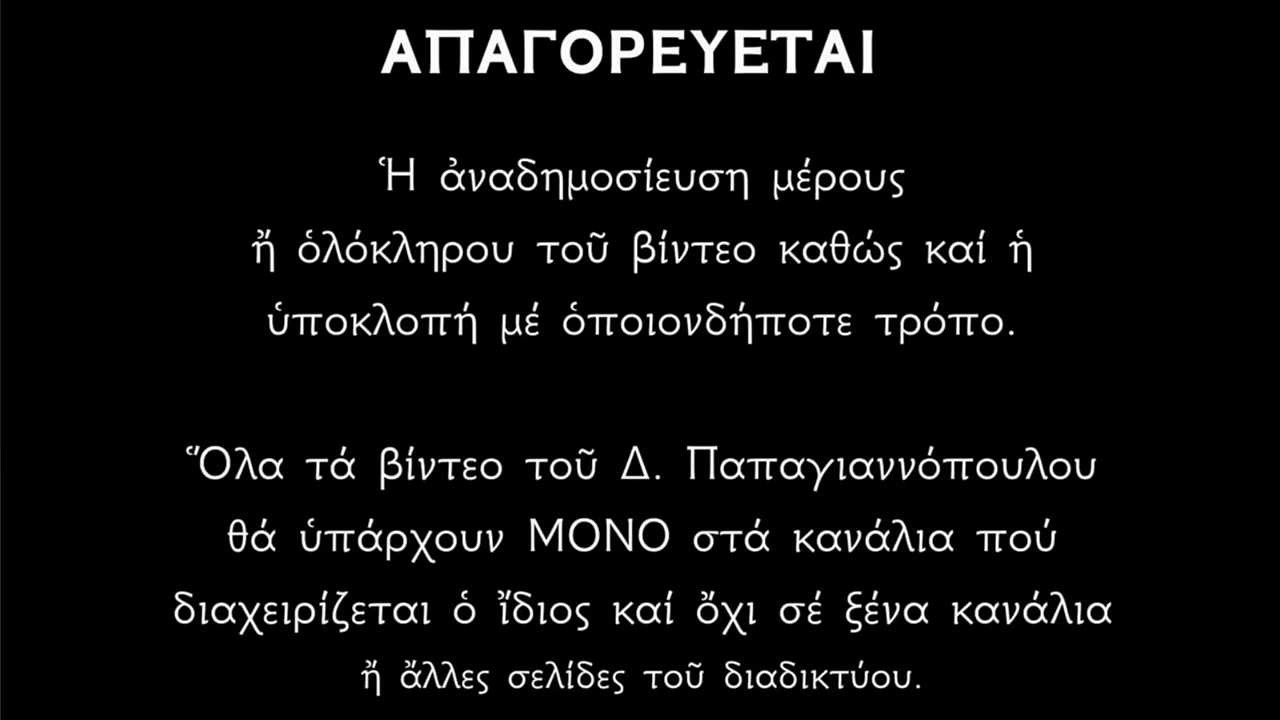 ΑΠΑΓΟΡΕΥΕΤΑΙ
Ἡ ἀναδημοσίευση μέρους
ἤ ὁλόκληρου τοῦ βίντεο καθώς καί ἡ
ὑποκλοπή μέ ὁποιονδήποτε τρόπο.
Ὅλα τά βίντεο τοῦ Δ. Παπαγιαννόπουλου
θά ὑπάρχουν ΜΟΝΟ στά κανάλια πού
διαχειρίζεται ὁ ἴδιος καί ὄχι σέ ξένα κανάλια
ἤ ἄλλες σελίδες τοῦ διαδικτύου.